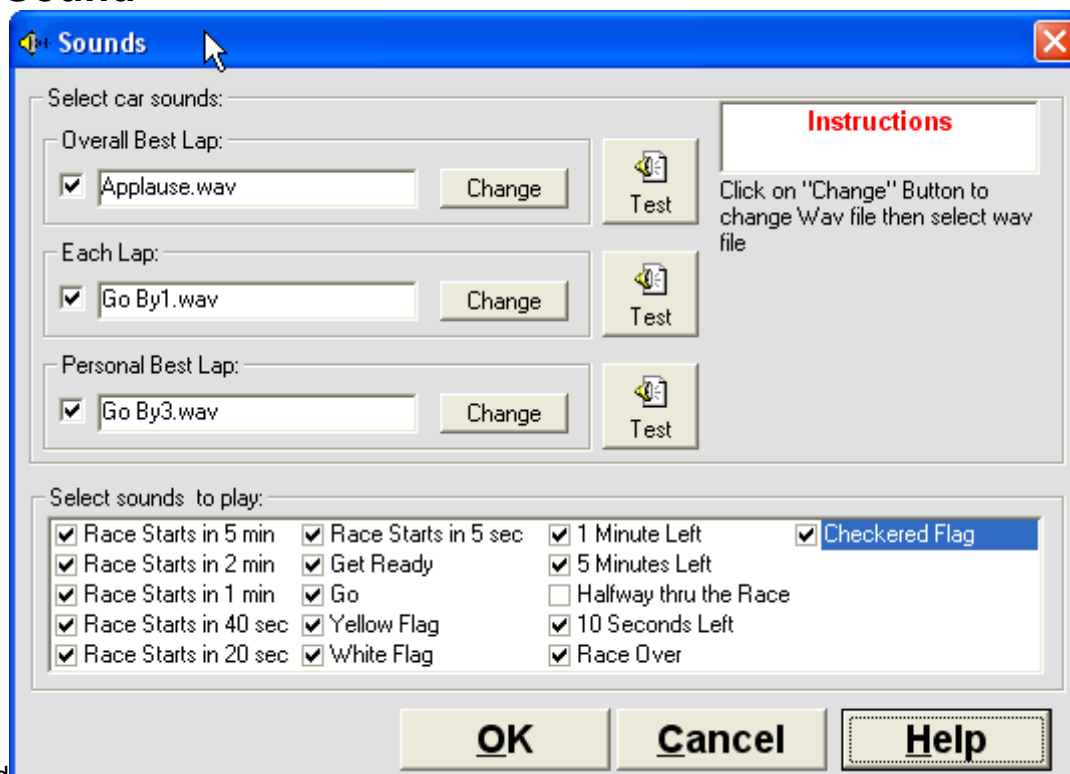 Sound
Sounds
Select car sounds:
Overall Best Lap:
Applause.wav
Change
Test
Each Lap:
Go By1.wav
Change
Test
Personal Best Lap:
Go By3.wav
Change
Test
Instructions
Click on "Change" Button to
change Wav file then select wav
file
Select sounds to play:
Race Starts in 5 min
Race Starts in 2 min
Race Starts in 1 min
Race Starts in 40 sec
Race Starts in 20 sec
Race Starts in 5 sec
Get Ready
Go
Yellow Flag
White Flag
1 Minute Left
5 Minutes Left
Halfway thru the Race
10 Seconds Left
Race Over
Checkered Flag
OK
Cancel
Help